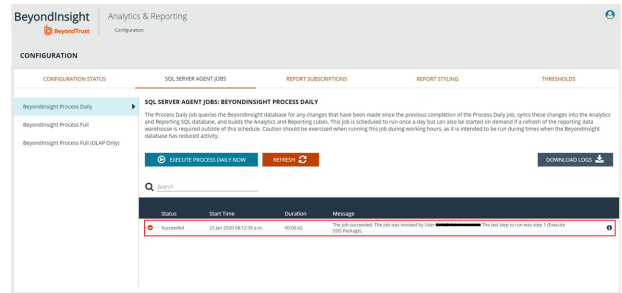 BeyondInsight
Analytics & Reporting
BeyondTrust
Configuration
CONFIGURATION
CONFIGURATION STATUS
SQL SERVER AGENT JOBS
REPORT SUBSCRIPTIONS
REPORT STYLING
THRESHOLDS
BeyondInsight Process Daily
BeyondInsight Process Full
BeyondInsight Process Full (OLAP Only)
SQL SERVER AGENT JOBS: BEYONDINSIGHT PROCESS DAILY
The Process Daily job queries the BeyondInsight database for any changes that have been made since the previous completion of the Process Daily job, syncs these changes into the Analytics
and Reporting SQL database, and builds the Analytics and Reporting cubes. This job is scheduled to run once a day but can also be started on demand if a refresh of the reporting data
warehouse is required outside of this schedule. Caution should be exercised when running this job during working hours, as it is intended to be run during times when the BeyondInsight
database has reduced activity.
EXECUTE PROCESS DAILY NOW
REFRESH
DOWNLOAD LOGS
Search
Status Start Time Duration Message
Succeeded 23 Jan 2020 08:12:35 a.m. 00:06:42 The job succeeded. The job was invoked by User The last step to run was step 1 (Execute
SSIS Package).